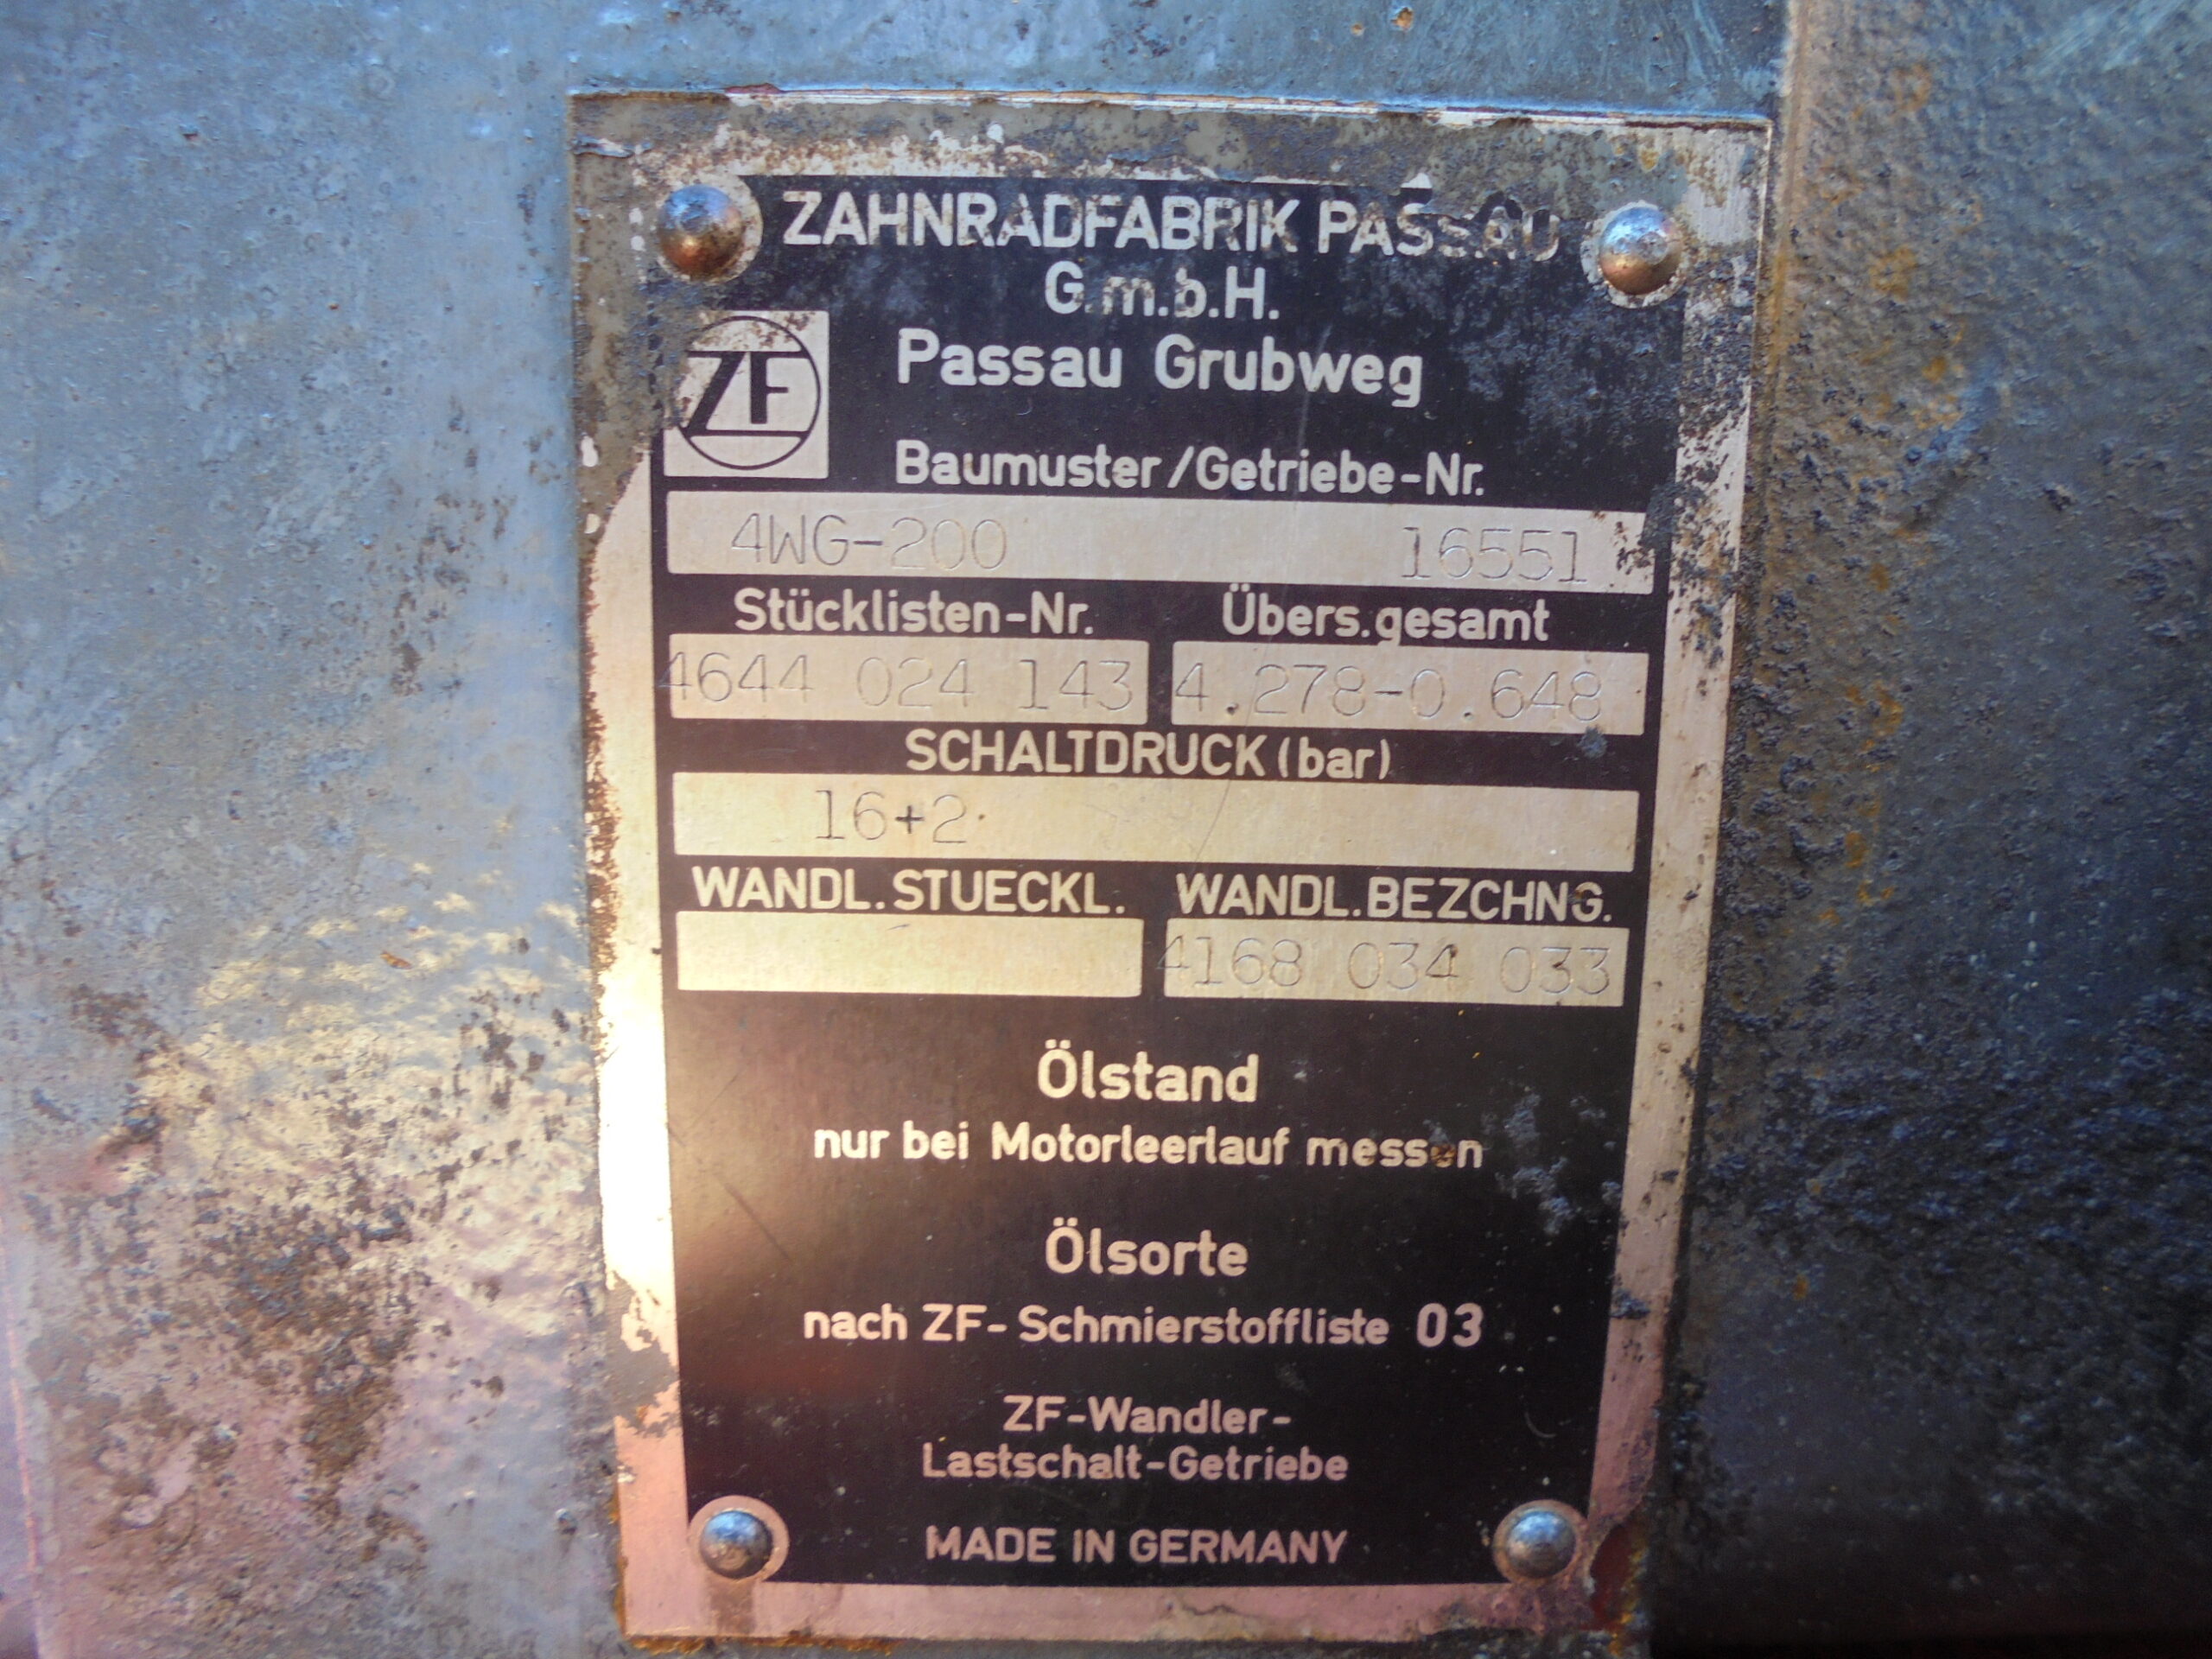 ZAHNRADFABRIK PASSAU
G.m.b.H.
ZF
Passau Grubweg
Baumuster/Getriebe-Nr.
4WG-200 16551
Stücklisten-Nr. Übers.gesamt
4644 024 143 4.278-0.648
SCHALTDRUCK (bar)
16+2
WANDL.STUECKL. WANDL.BEZCHNG.
4168 034 033
Ölstand
nur bei Motorleerlauf messen
Ölsorte
nach ZF-Schmierstoffliste 03
ZF-Wandler-
Lastschalt-Getriebe
MADE IN GERMANY